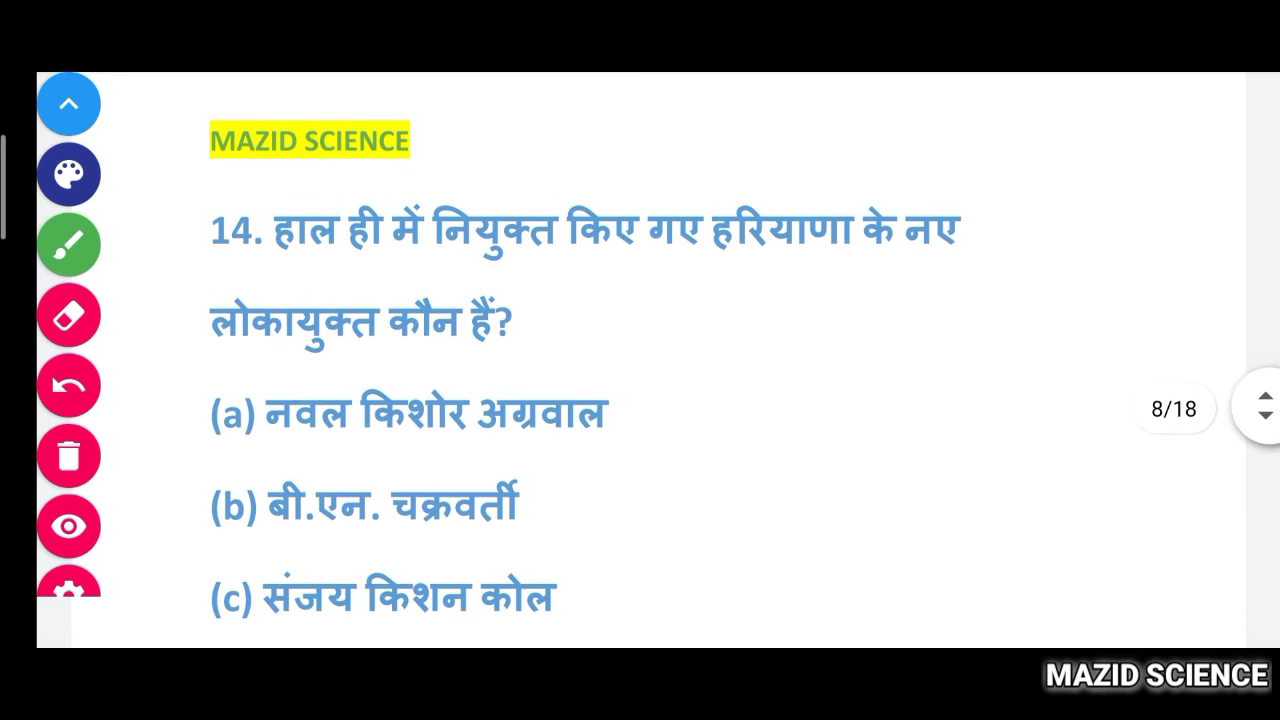 MAZID SCIENCE
14. हाल ही में नियुक्त किए गए हरियाणा के नए
लोकायुक्त कौन हैं?
(a) नवल किशोर अग्रवाल
(b) बी.एन. चक्रवर्ती
(c) संजय किशन कोल
8/18
MAZID SCIENCE